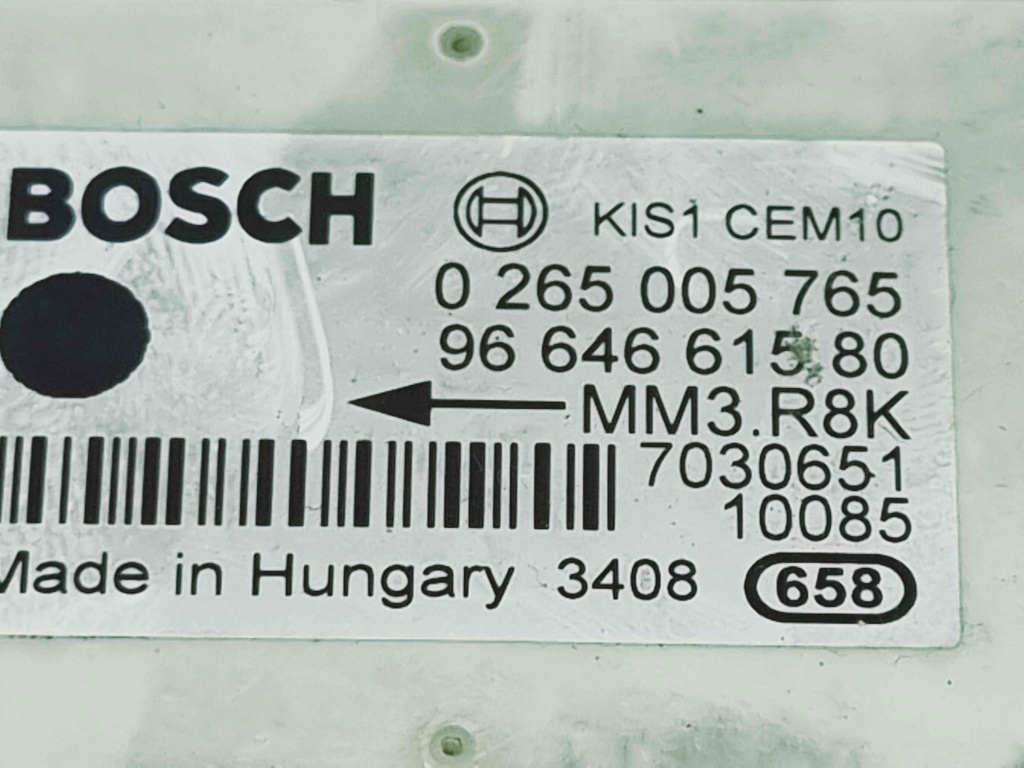 BOSCH KIS1 CEM10
0 265 005 765
96 646 615 80
MM3.R8K
7030651
10085
Made in Hungary 3408 658